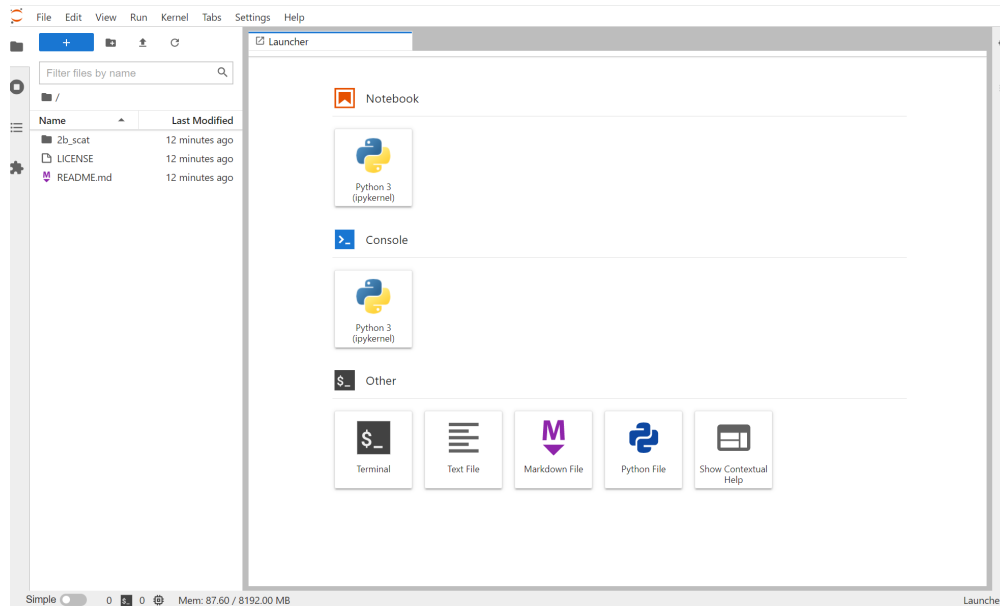 File Edit View Run Kernel Tabs Settings Help
+
Launcher
Filter files by name
/
Name Last Modified
2b_scat 12 minutes ago
LICENSE 12 minutes ago
M README.md 12 minutes ago
Notebook
Python 3
(ipykernel)
>_ Console
Python 3
(ipykernel)
$_ Other
$_ M
Terminal Text File Markdown File Python File Show Contextual
Help
Simple 0 $_ 0 Mem: 87.60 / 8192.00 MB Launche